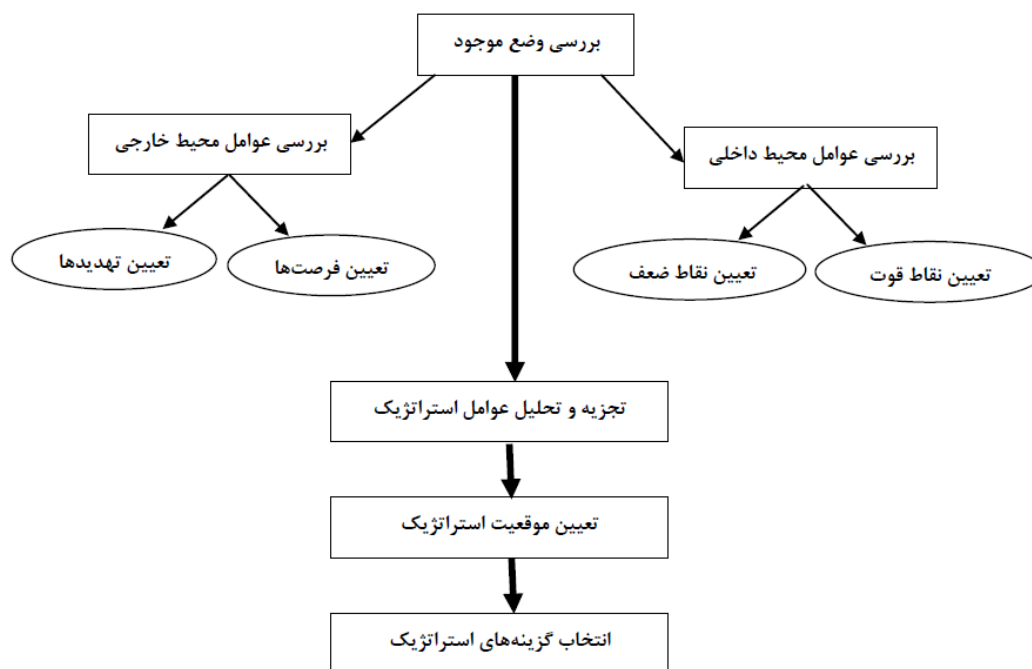 بررسی وضع موجود
بررسی عوامل محیط داخلی
بررسی عوامل محیط خارجی
تعیین نقاط قوت
تعیین نقاط ضعف
تعیین فرصت‌ها
تعیین تهدیدها
تجزیه و تحلیل عوامل استراتژیک
تعیین موقعیت استراتژیک
انتخاب گزینه‌های استراتژیک